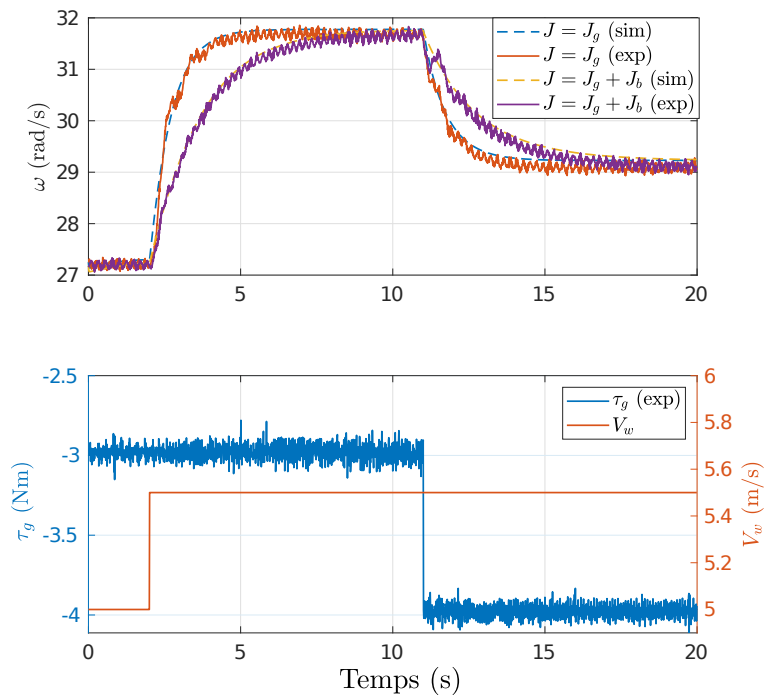 32
31
30
29
28
27
ω (rad/s)
J = J_g (sim)
J = J_g (exp)
J = J_g + J_b (sim)
J = J_g + J_b (exp)
0 5 10 15 20
-2.5
-3
-3.5
-4
τ_g (Nm)
τ_g (exp)
V_w
6
5.8
5.6
5.4
5.2
5
V_w (m/s)
0 5 10 15 20
Temps (s)